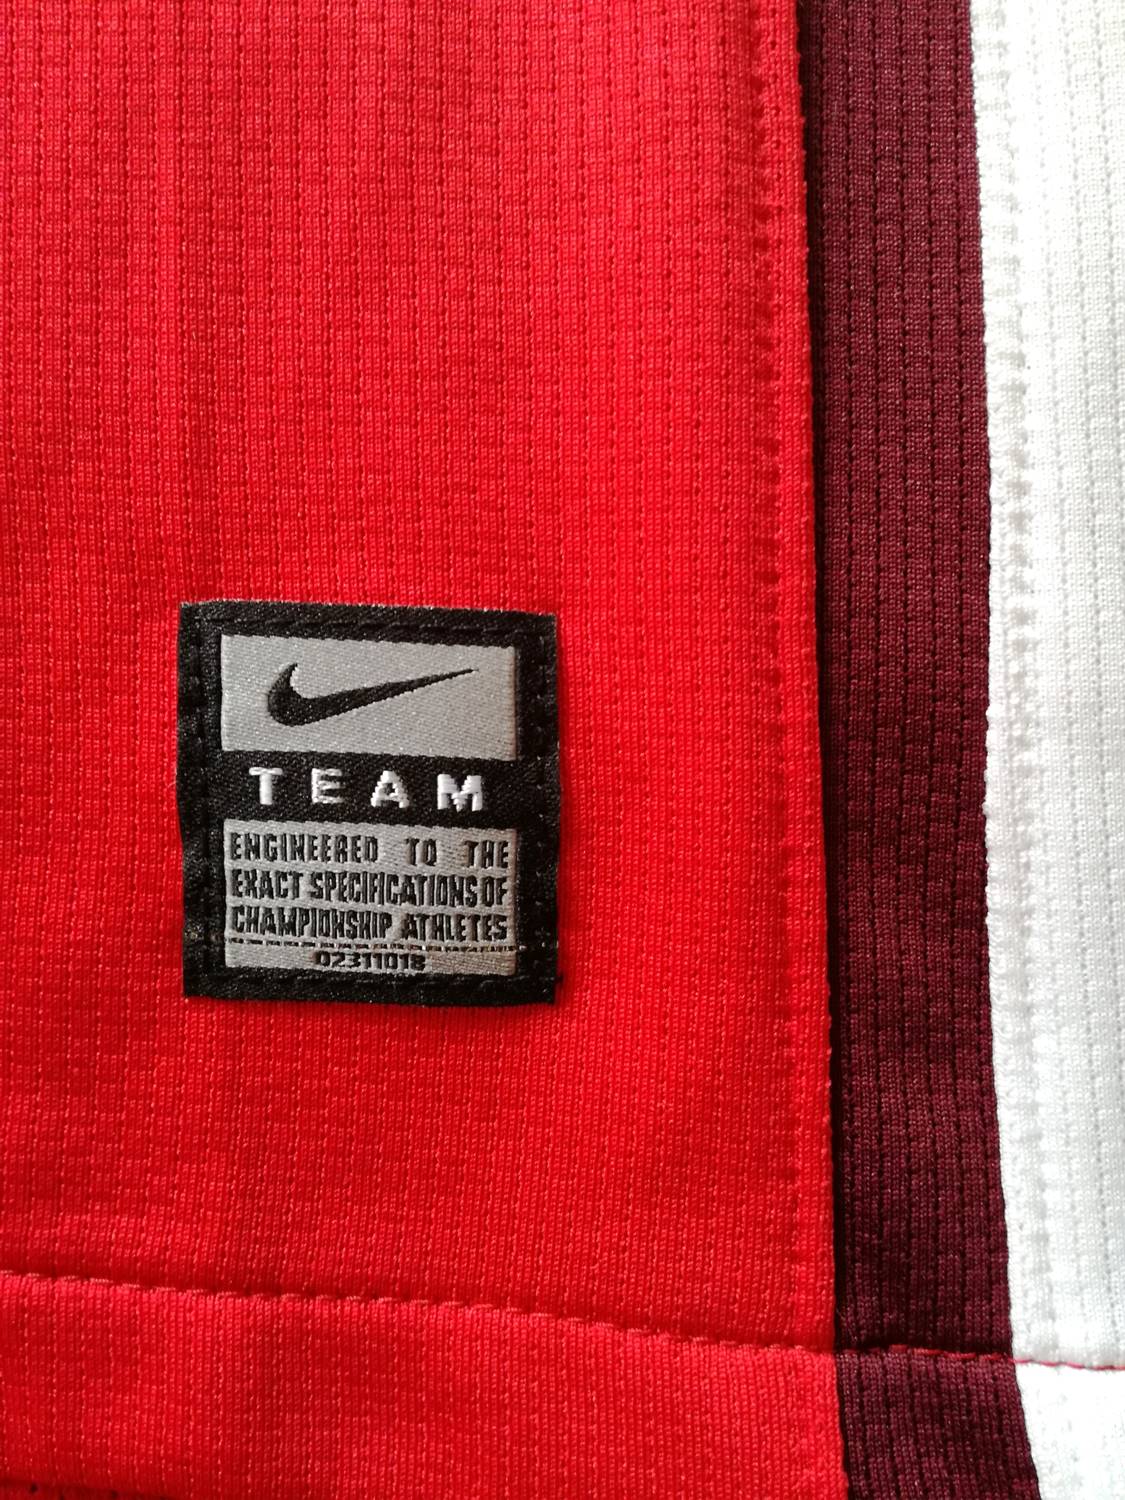 TEAM
ENGINEERED TO THE
EXACT SPECIFICATIONS OF
CHAMPIONSHIP ATHLETES
02311018